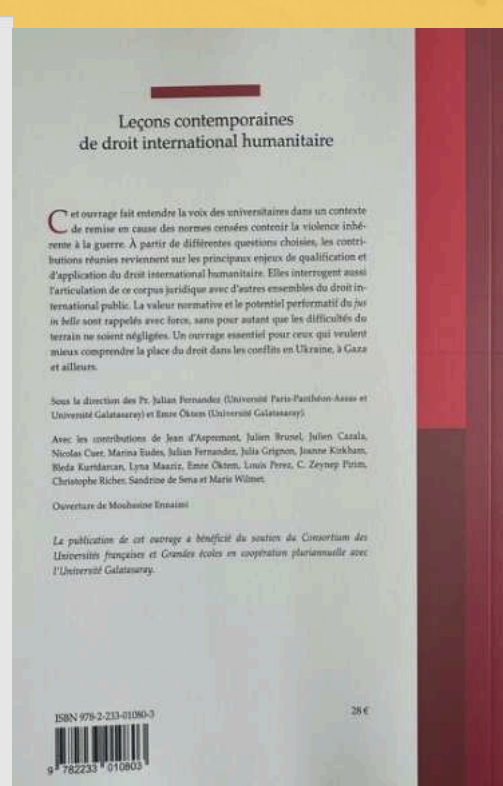 Leçons contemporaines
de droit international humanitaire
Cet ouvrage fait entendre la voix des universitaires dans un contexte
de remise en cause des normes censées contenir la violence inhé-
rente à la guerre. À partir de différentes questions choisies, les contri-
butions réunies reviennent sur les principaux enjeux de qualification et
d'application du droit international humanitaire. Elles interrogent aussi
l'articulation de ce corpus juridique avec d'autres ensembles du droit in-
ternational public. La valeur normative et le potentiel performatif du jus
in bello sont rappelés avec force, sans pour autant que les difficultés du
terrain ne soient négligées. Un ouvrage essentiel pour ceux qui veulent
mieux comprendre la place du droit dans les conflits en Ukraine, à Gaza
et ailleurs.
Sous la direction des Pr. Julian Fernandez (Université Paris-Panthéon-Assas et
Université Galatasaray) et Emre Öktem (Université Galatasaray).
Avec les contributions de Jean d'Aspremont, Julien Brunel, Julien Cazala,
Nicolas Cuer, Marina Eudes, Julian Fernandez, Julia Grignon, Joanne Kirkham,
Bleda Kurtdarcan, Lyna Maaziz, Emre Öktem, Louis Perez, C. Zeynep Pirim,
Christophe Richer, Sandrine de Sena et Marie Wilmet.
Ouverture de Mouhssine Ennaimi
La publication de cet ouvrage a bénéficié du soutien du Consortium des
Universités françaises et Grandes écoles en coopération pluriannuelle avec
l'Université Galatasaray.
ISBN 978-2-233-01080-3
28 €
9 782233 010803